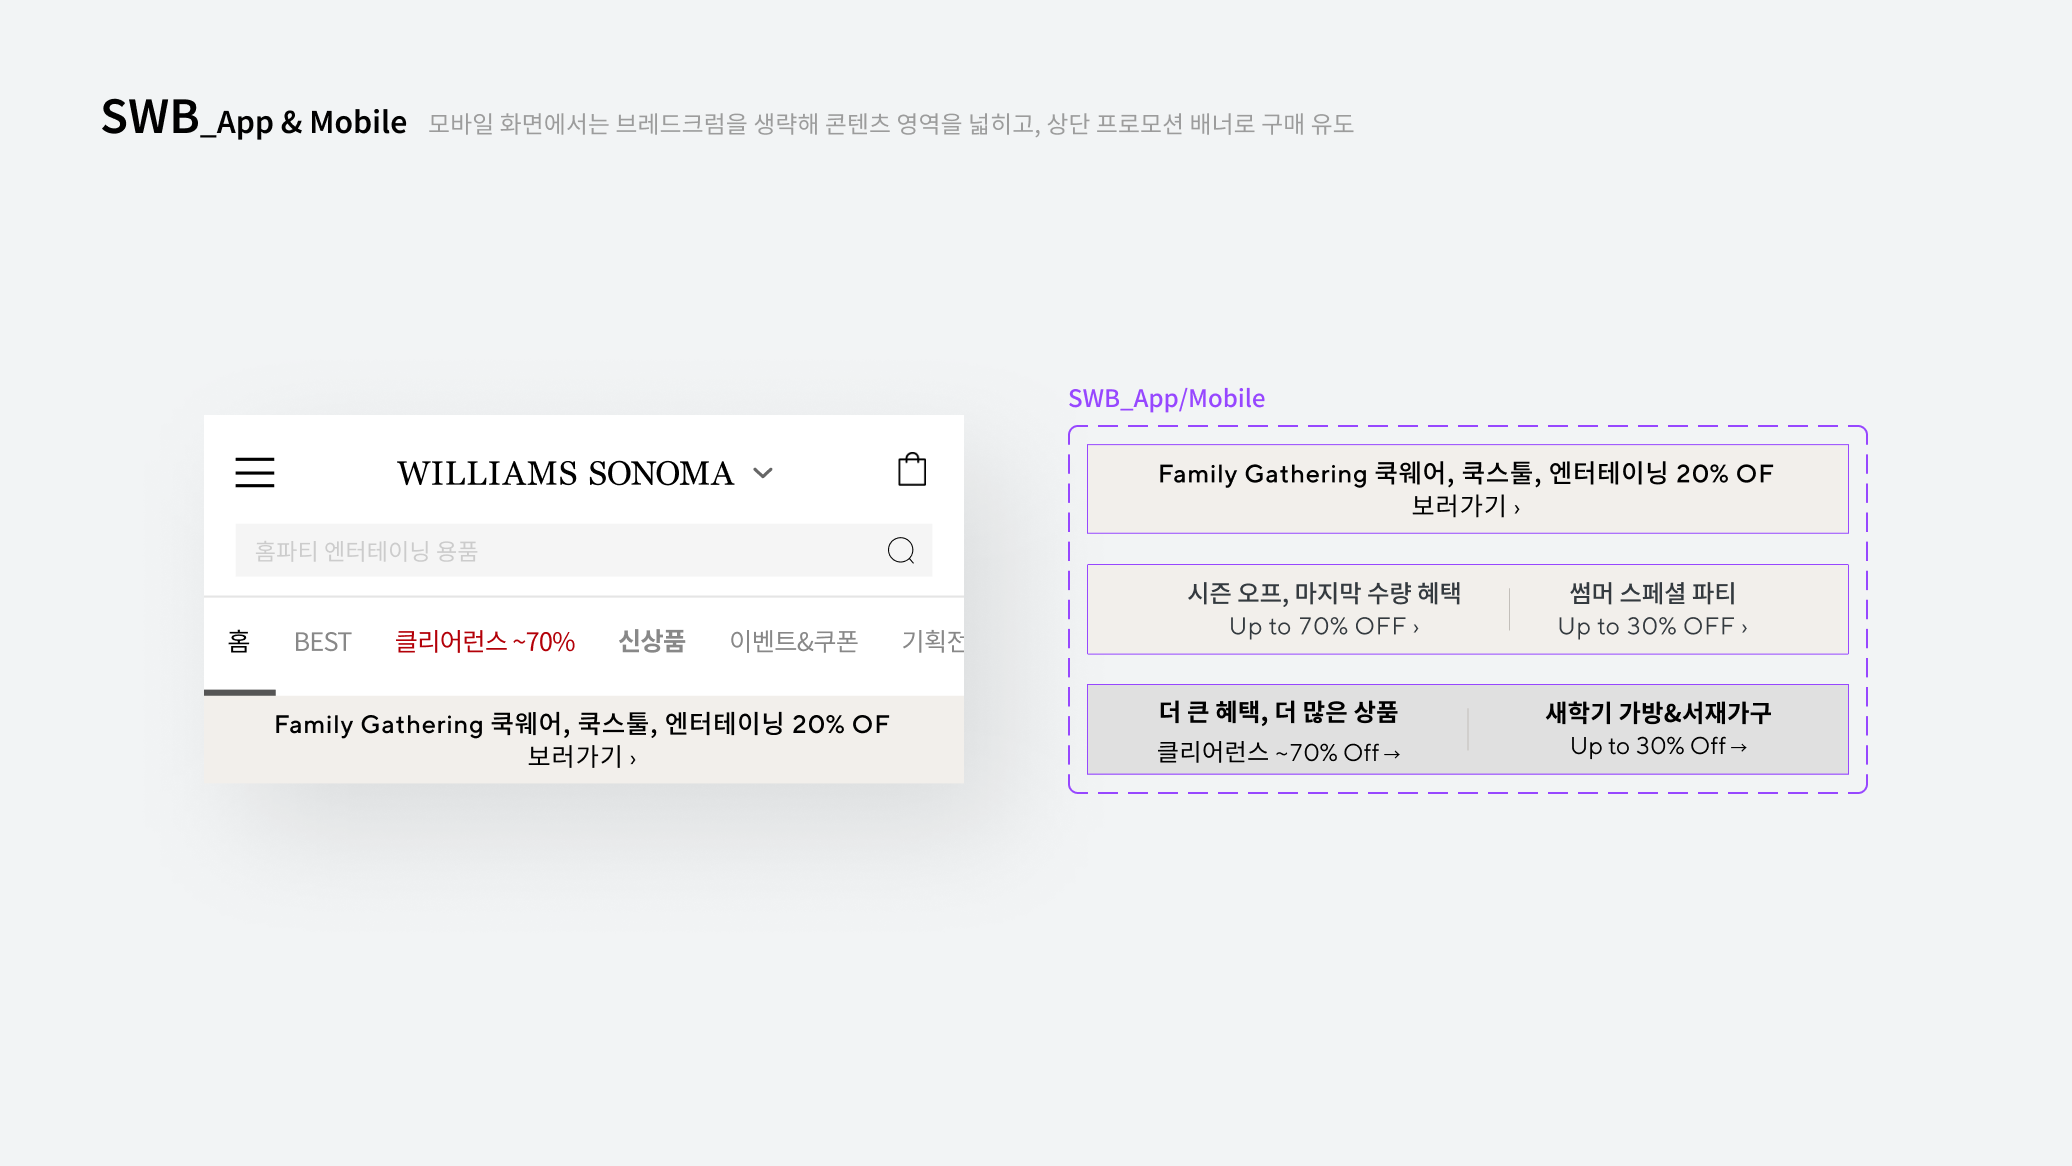 SWB_App & Mobile 모바일 화면에서는 브레드크럼을 생략해 콘텐츠 영역을 넓히고, 상단 프로모션 배너로 구매 유도
WILLIAMS SONOMA
홈파티 엔터테이닝 용품
홈 BEST 클리어런스 ~70% 신상품 이벤트&쿠폰 기획전
Family Gathering 쿡웨어, 쿡스툴, 엔터테이닝 20% OF
보러가기 ›
SWB_App/Mobile
Family Gathering 쿡웨어, 쿡스툴, 엔터테이닝 20% OF
보러가기 ›
시즌 오프, 마지막 수량 혜택
Up to 70% OFF ›
썸머 스페셜 파티
Up to 30% OFF ›
더 큰 혜택, 더 많은 상품
클리어런스 ~70% Off→
새학기 가방&서재가구
Up to 30% Off→